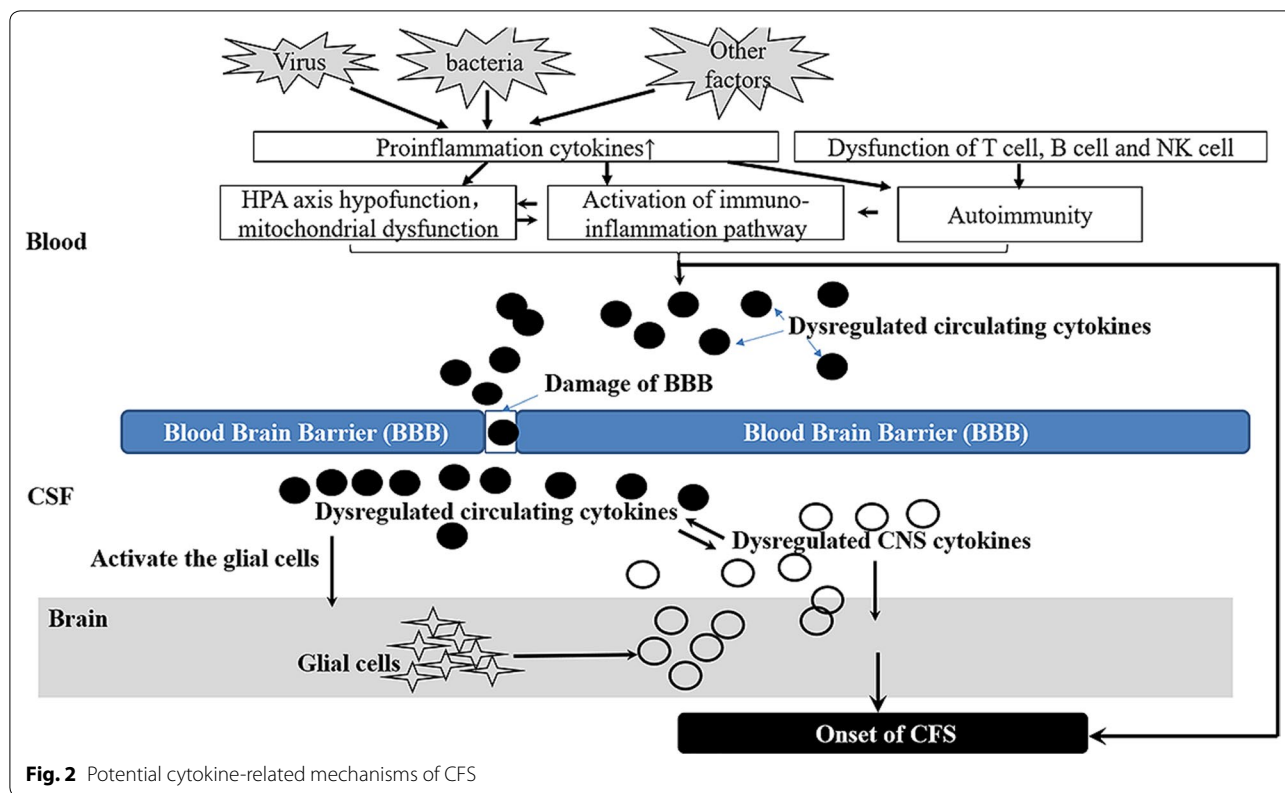 Virus
bacteria
Other
factors
Proinflammation cytokines↑
Dysfunction of T cell, B cell and NK cell
HPA axis hypofunction,
mitochondrial dysfunction
Activation of immuno-
inflammation pathway
Autoimmunity
Blood
Dysregulated circulating cytokines
Damage of BBB
Blood Brain Barrier (BBB)
Blood Brain Barrier (BBB)
CSF
Dysregulated circulating cytokines
Dysregulated CNS cytokines
Activate the glial cells
Brain
Glial cells
Onset of CFS
Fig. 2 Potential cytokine-related mechanisms of CFS